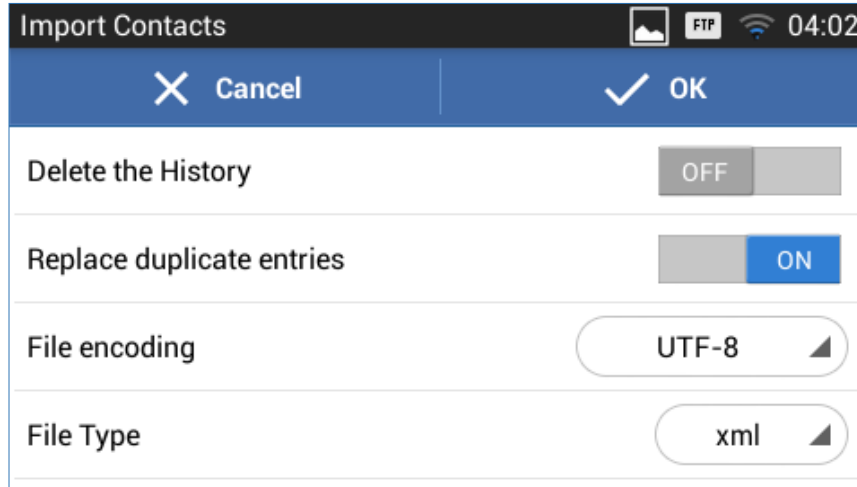 Import Contacts FTP 04:02
Cancel OK
Delete the History OFF
Replace duplicate entries ON
File encoding UTF-8
File Type xml